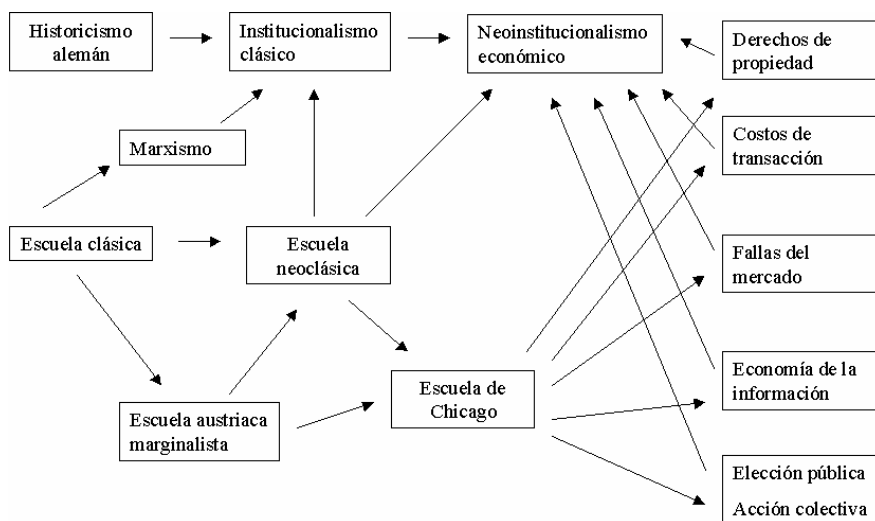 Historicismo
alemán
Institucionalismo
clásico
Neoinstitucionalismo
económico
Derechos de
propiedad
Marxismo
Costos de
transacción
Escuela clásica
Escuela
neoclásica
Fallas del
mercado
Escuela austriaca
marginalista
Escuela de
Chicago
Economía de la
información
Elección pública
Acción colectiva